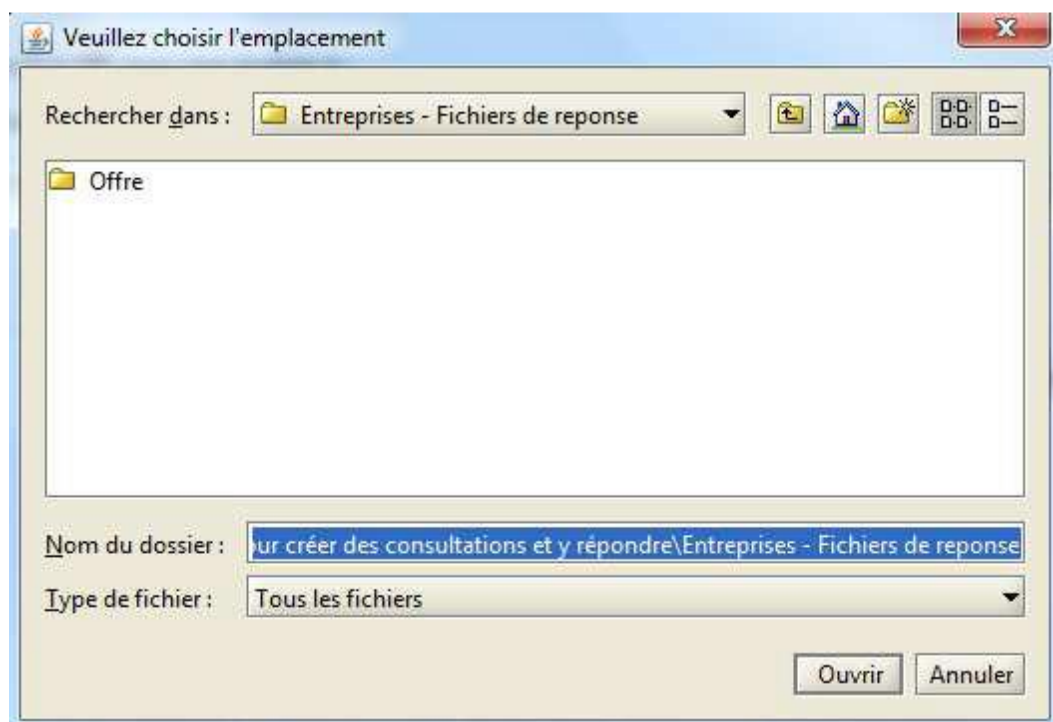 Veuillez choisir l'emplacement
Rechercher dans : Entreprises - Fichiers de reponse
Offre
Nom du dossier : ur créer des consultations et y répondre\Entreprises - Fichiers de reponse
Type de fichier : Tous les fichiers
Ouvrir Annuler